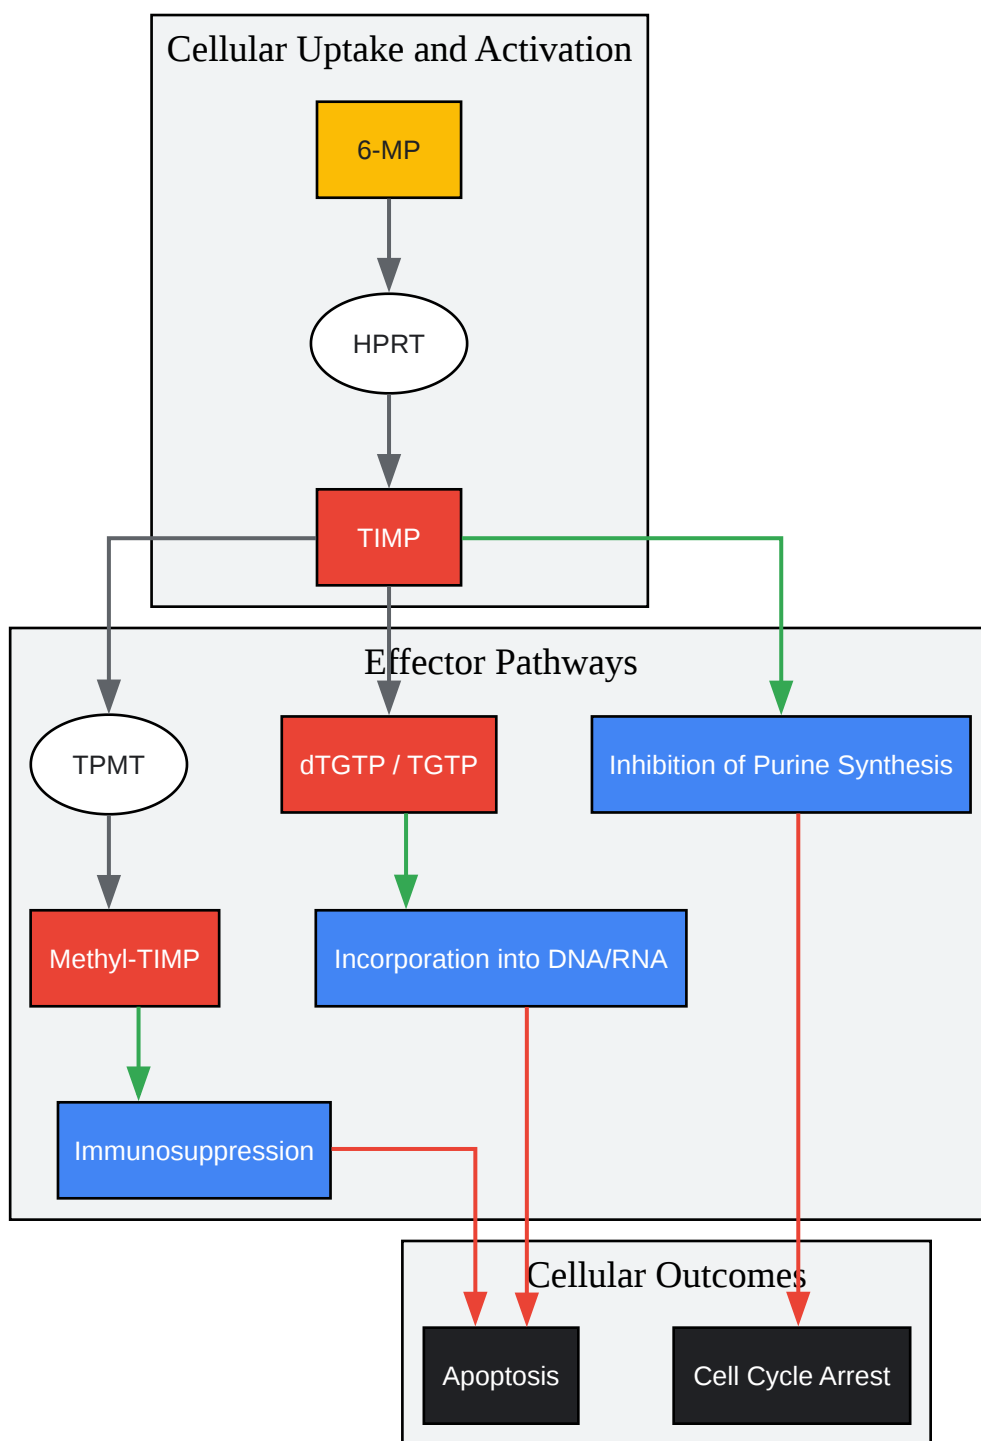 Cellular Uptake and Activation
6-MP
HPRT
TIMP
Effector Pathways
TPMT
dTGTP / TGTP
Inhibition of Purine Synthesis
Methyl-TIMP
Incorporation into DNA/RNA
Immunosuppression
Cellular Outcomes
Apoptosis
Cell Cycle Arrest